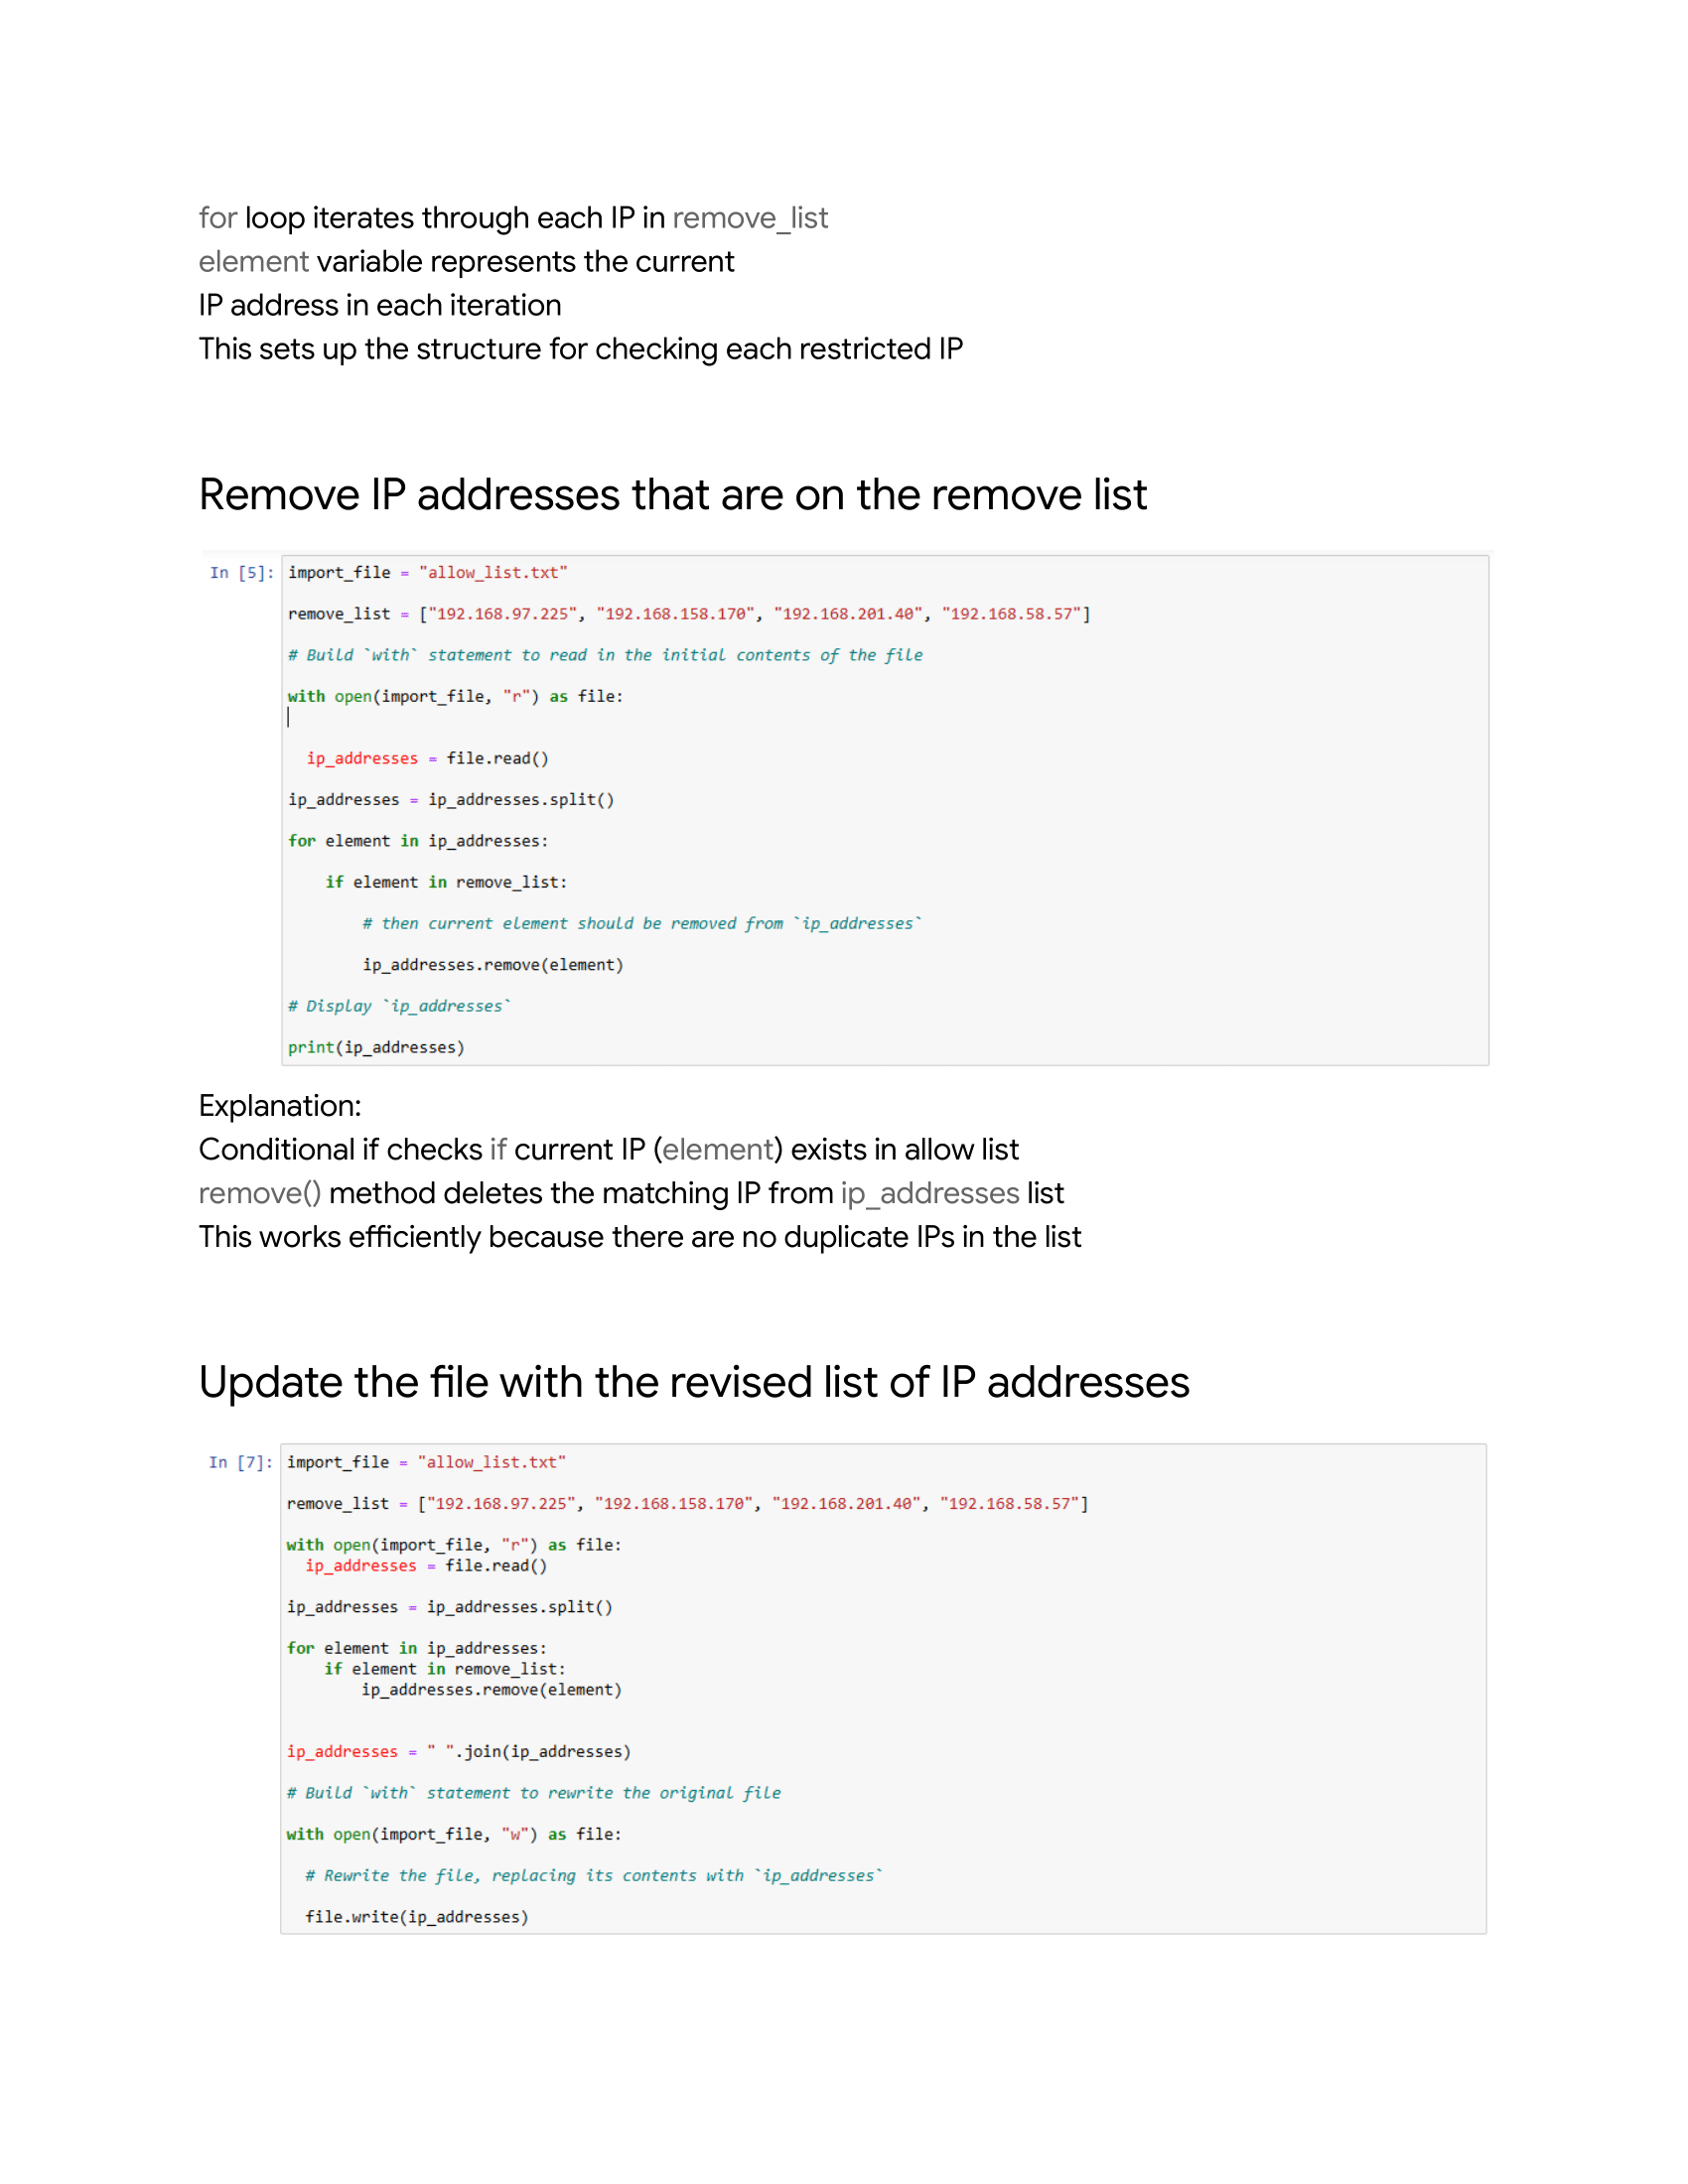 for loop iterates through each IP in remove_list
element variable represents the current
IP address in each iteration
This sets up the structure for checking each restricted IP
Remove IP addresses that are on the remove list
In [5]: import_file = "allow_list.txt"
remove_list = ["192.168.97.225", "192.168.158.170", "192.168.201.40", "192.168.58.57"]
# Build `with` statement to read in the initial contents of the file
with open(import_file, "r") as file:
  ip_addresses = file.read()
ip_addresses = ip_addresses.split()
for element in ip_addresses:
    if element in remove_list:
        # then current element should be removed from `ip_addresses`
        ip_addresses.remove(element)
# Display `ip_addresses`
print(ip_addresses)
Explanation:
Conditional if checks if current IP (element) exists in allow list
remove() method deletes the matching IP from ip_addresses list
This works efficiently because there are no duplicate IPs in the list
Update the file with the revised list of IP addresses
In [7]: import_file = "allow_list.txt"
remove_list = ["192.168.97.225", "192.168.158.170", "192.168.201.40", "192.168.58.57"]
with open(import_file, "r") as file:
  ip_addresses = file.read()
ip_addresses = ip_addresses.split()
for element in ip_addresses:
    if element in remove_list:
        ip_addresses.remove(element)
ip_addresses = " ".join(ip_addresses)
# Build `with` statement to rewrite the original file
with open(import_file, "w") as file:
  # Rewrite the file, replacing its contents with `ip_addresses`
  file.write(ip_addresses)